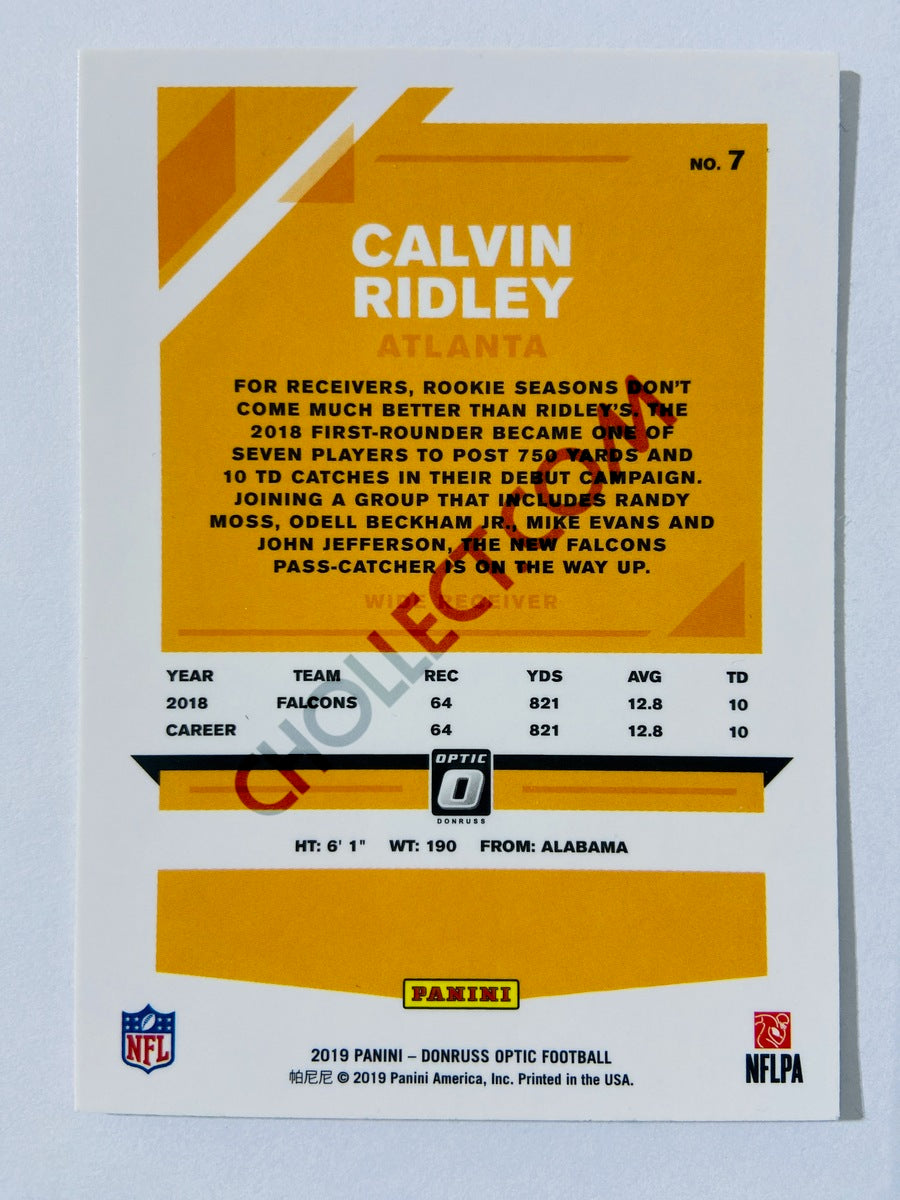 NO. 7
CALVIN
RIDLEY
ATLANTA
FOR RECEIVERS, ROOKIE SEASONS DON'T
COME MUCH BETTER THAN RIDLEY'S. THE
2018 FIRST-ROUNDER BECAME ONE OF
SEVEN PLAYERS TO POST 750 YARDS AND
10 TD CATCHES IN THEIR DEBUT CAMPAIGN.
JOINING A GROUP THAT INCLUDES RANDY
MOSS, ODELL BECKHAM JR., MIKE EVANS AND
JOHN JEFFERSON, THE NEW FALCONS
PASS-CATCHER IS ON THE WAY UP.
WIDE RECEIVER
CHOLLECT.COM
YEAR TEAM REC YDS AVG TD
2018 FALCONS 64 821 12.8 10
CAREER 64 821 12.8 10
OPTIC
O
DONRUSS
HT: 6' 1" WT: 190 FROM: ALABAMA
PANINI
NFL
NFLPA
2019 PANINI – DONRUSS OPTIC FOOTBALL
帕尼尼 © 2019 Panini America, Inc. Printed in the USA.